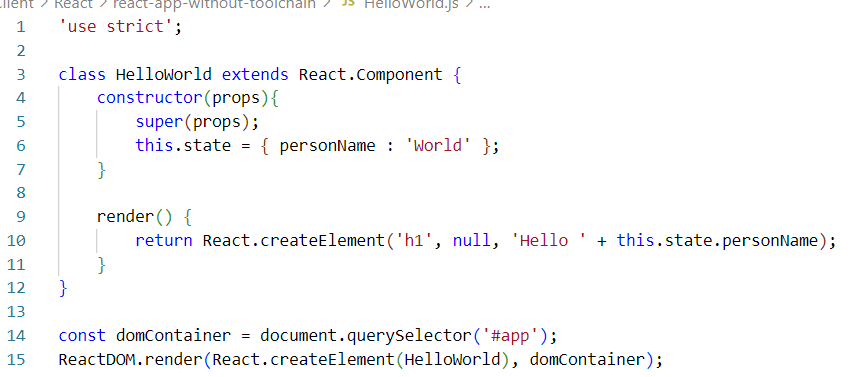 Client > React > react-app-without-toolchain > JS HelloWorld.js > ...
1 'use strict';
2
3 class HelloWorld extends React.Component {
4     constructor(props){
5         super(props);
6         this.state = { personName : 'World' };
7     }
8
9     render() {
10         return React.createElement('h1', null, 'Hello ' + this.state.personName);
11     }
12 }
13
14 const domContainer = document.querySelector('#app');
15 ReactDOM.render(React.createElement(HelloWorld), domContainer);